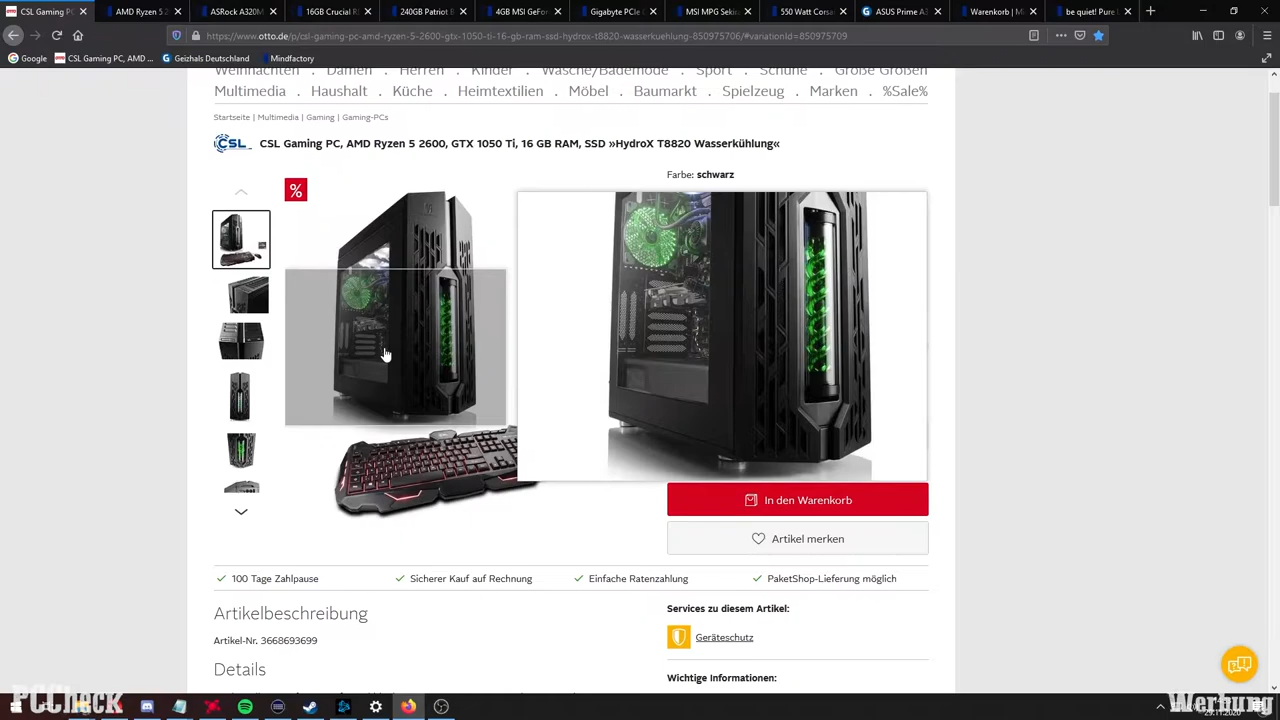 CSL Gaming PC
AMD Ryzen 5 2
ASRock A320M
16GB Crucial R
240GB Patriot B
4GB MSI GeFor
Gigabyte PCIe
MSI MPG Sekira
550 Watt Corsa
ASUS Prime A3
Warenkorb | M
be quiet! Pure
https://www.otto.de/p/csl-gaming-pc-amd-ryzen-5-2600-gtx-1050-ti-16-gb-ram-ssd-hydrox-t8820-wasserkuehlung-850975706/#variationId=850975709
Google
CSL Gaming PC, AMD ...
Geizhals Deutschland
Mindfactory
Weihnachten . Damen . Herren . Kinder . Wäsche/Bademode . Sport . Schuhe . Große Größen
Multimedia . Haushalt . Küche . Heimtextilien . Möbel . Baumarkt . Spielzeug . Marken . %Sale%
Startseite | Multimedia | Gaming | Gaming-PCs
CSL CSL Gaming PC, AMD Ryzen 5 2600, GTX 1050 Ti, 16 GB RAM, SSD »HydroX T8820 Wasserkühlung«
Farbe: schwarz
%
In den Warenkorb
Artikel merken
100 Tage Zahlpause
Sicherer Kauf auf Rechnung
Einfache Ratenzahlung
PaketShop-Lieferung möglich
Artikelbeschreibung
Services zu diesem Artikel:
Artikel-Nr. 3668693699
Geräteschutz
Details
Wichtige Informationen:
PCCheck
Werbung
29.11.2020